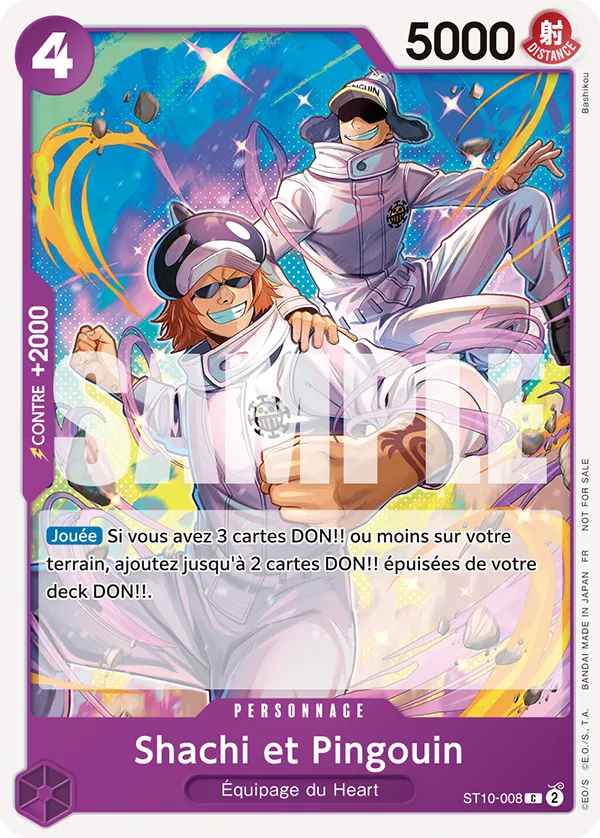 4
5000
射
DISTANCE
Bashikou
PENGUIN
CONTRE +2000
SAMPLE
Jouée Si vous avez 3 cartes DON!! ou moins sur votre
terrain, ajoutez jusqu'à 2 cartes DON!! épuisées de votre
deck DON!!.
PERSONNAGE
Shachi et Pingouin
Équipage du Heart
ST10-008 C 2
©EO/S ©E.O./S., T.A. BANDAI MADE IN JAPAN FR NOT FOR SALE